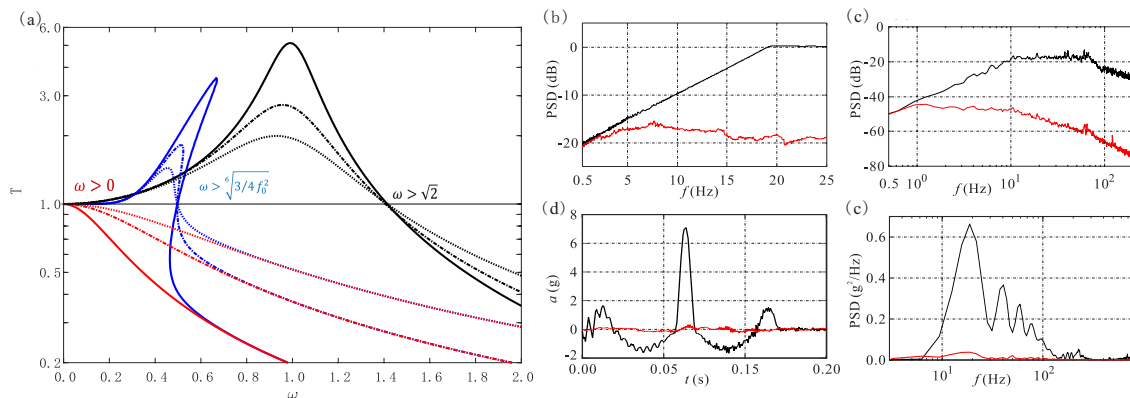 (a)
6.0
3.0
1.0
0.5
0.2
𝕋
ω > 0
ω > ⁶√(3/4 f₀²)
ω > √2
0.0 0.2 0.4 0.6 0.8 1.0 1.2 1.4 1.6 1.8 2.0
ω
(b)
0
-10
-20
PSD (dB)
0.5 5 10 15 20 25
f (Hz)
(c)
0
-20
-40
-60
-80
PSD (dB)
0.5 10⁰ 10¹ 10²
f (Hz)
(d)
8
6
4
2
0
-2
a (g)
0.00 0.05 0.15 0.20
t (s)
(c)
0.6
0.4
0.2
0.0
PSD (g²/Hz)
10¹ 10²
f (Hz)